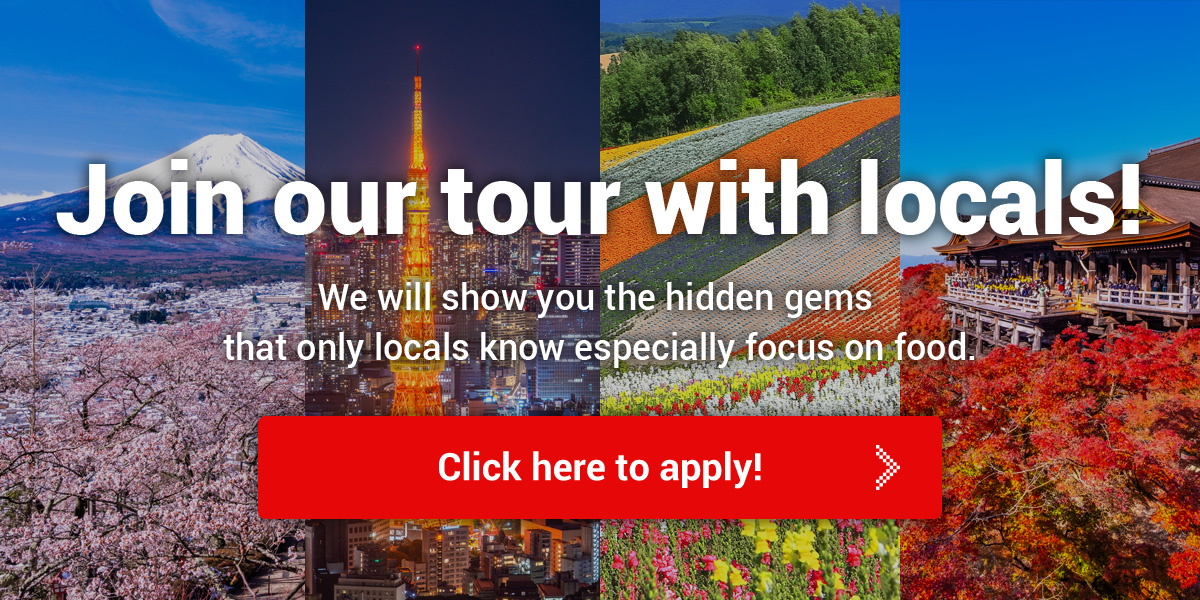 Join our tour with locals!
We will show you the hidden gems
that only locals know especially focus on food.
Click here to apply!